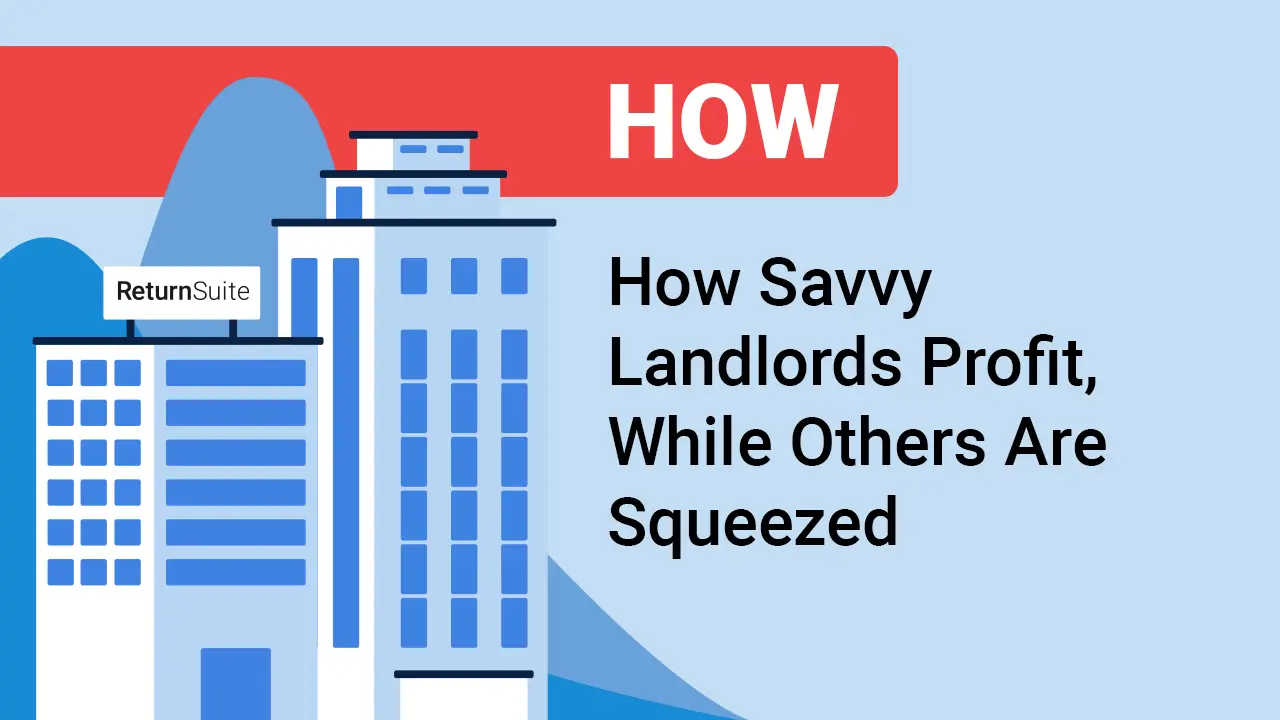 HOW
ReturnSuite
How Savvy
Landlords Profit,
While Others Are
Squeezed